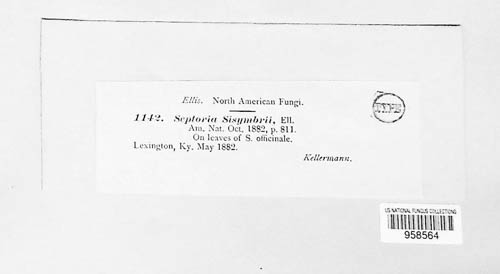 Ellis. North American Fungi.
1142. Septoria Sisymbrii, Ell.
Am. Nat. Oct. 1882, p. 811.
On leaves of S. officinale.
Lexington, Ky. May 1882.
Kellermann.
TYPE
US NATIONAL FUNGUS COLLECTIONS
958564